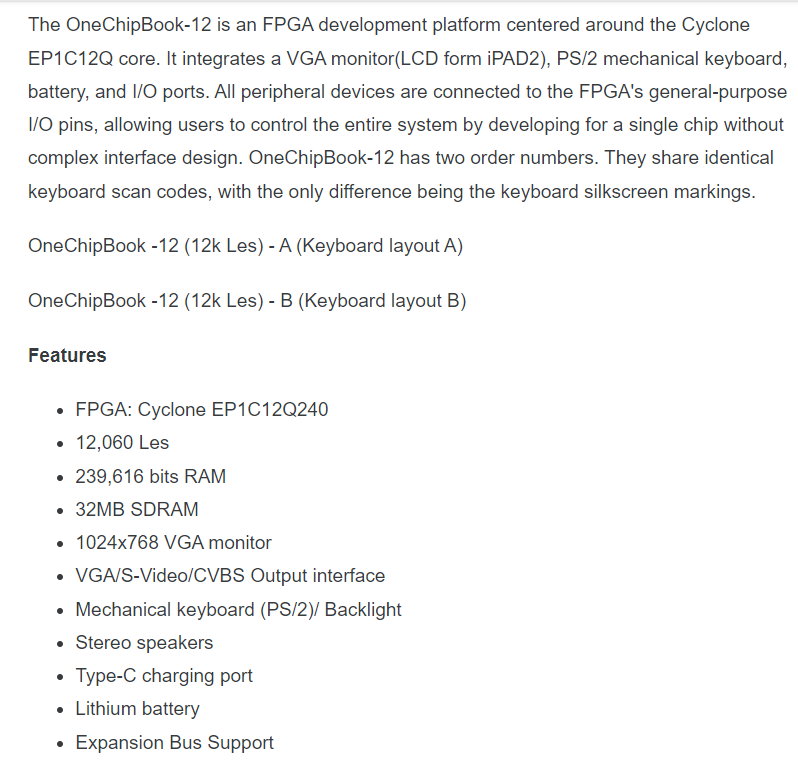 The OneChipBook-12 is an FPGA development platform centered around the Cyclone
EP1C12Q core. It integrates a VGA monitor(LCD form iPAD2), PS/2 mechanical keyboard,
battery, and I/O ports. All peripheral devices are connected to the FPGA's general-purpose
I/O pins, allowing users to control the entire system by developing for a single chip without
complex interface design. OneChipBook-12 has two order numbers. They share identical
keyboard scan codes, with the only difference being the keyboard silkscreen markings.
OneChipBook -12 (12k Les) - A (Keyboard layout A)
OneChipBook -12 (12k Les) - B (Keyboard layout B)
Features
• FPGA: Cyclone EP1C12Q240
• 12,060 Les
• 239,616 bits RAM
• 32MB SDRAM
• 1024x768 VGA monitor
• VGA/S-Video/CVBS Output interface
• Mechanical keyboard (PS/2)/ Backlight
• Stereo speakers
• Type-C charging port
• Lithium battery
• Expansion Bus Support